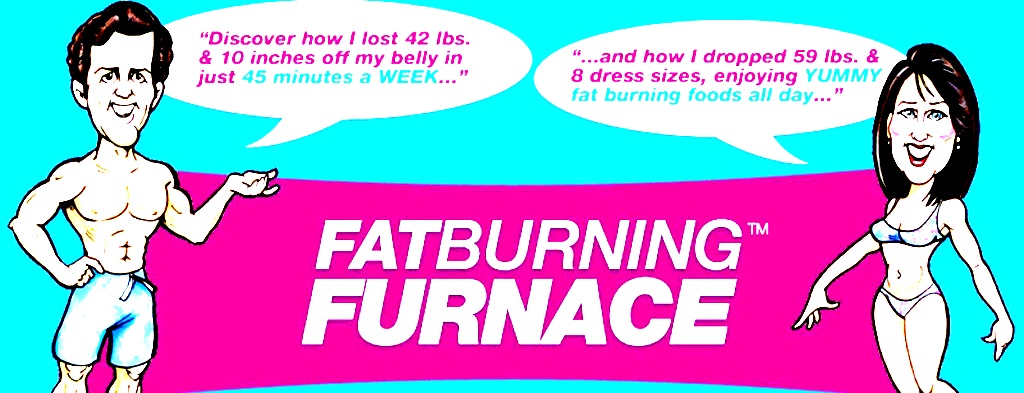 “Discover how I lost 42 lbs.
& 10 inches off my belly in
just 45 minutes a WEEK...”
“...and how I dropped 59 lbs. &
8 dress sizes, enjoying YUMMY
fat burning foods all day...”
FATBURNING™
FURNACE